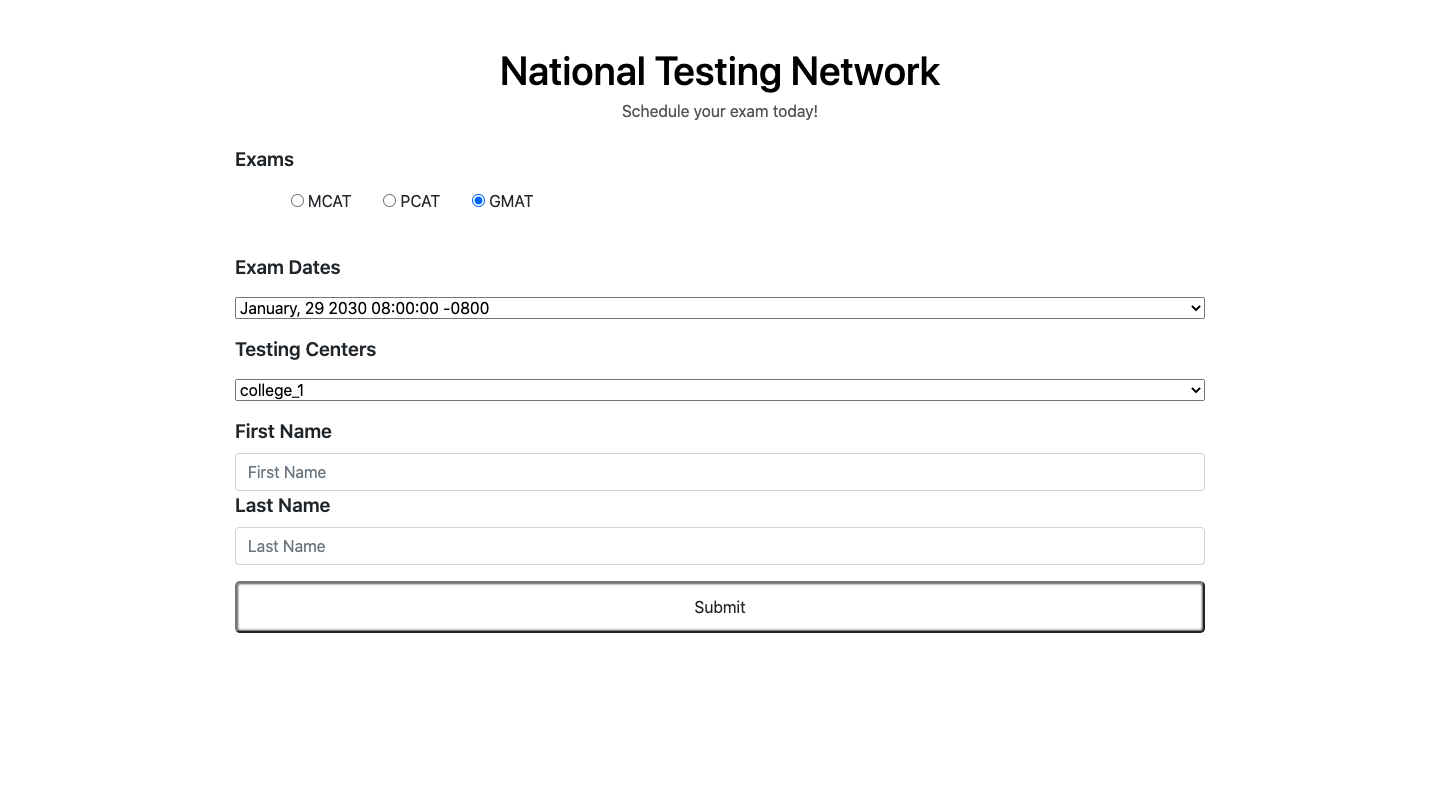 National Testing Network
Schedule your exam today!
Exams
MCAT PCAT GMAT
Exam Dates
January, 29 2030 08:00:00 -0800
Testing Centers
college_1
First Name
First Name
Last Name
Last Name
Submit